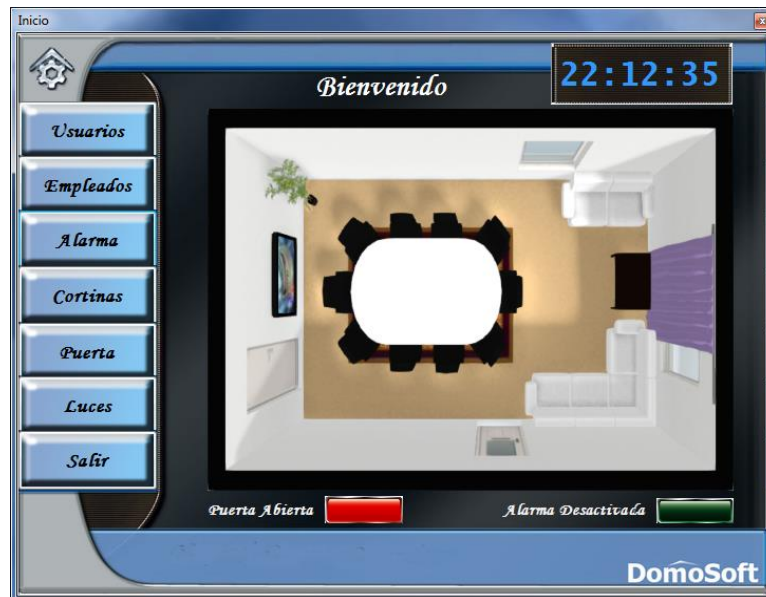 Inicio
Bienvenido
22:12:35
Usuarios
Empleados
Alarma
Cortinas
Puerta
Luces
Salir
Puerta Abierta
Alarma Desactivada
DomoSoft